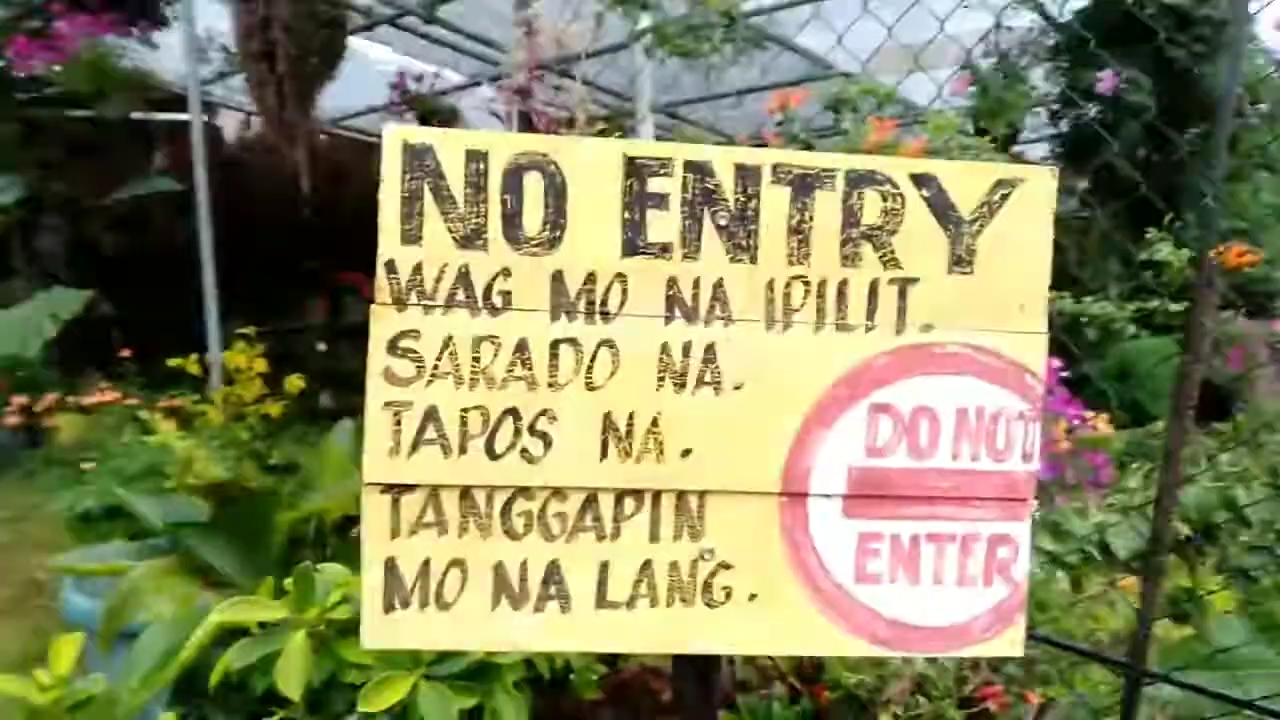 NO ENTRY
WAG MO NA IPILIT.
SARADO NA.
TAPOS NA.
TANGGAPIN
MO NA LANG.
DO NOT
ENTER